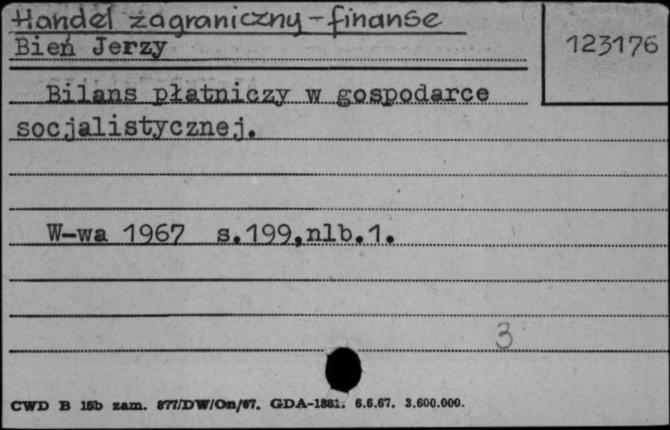 Handel zagraniczny - finanse
Bień Jerzy
123176
Bilans płatniczy w gospodarce
socjalistycznej.
W-wa 1967 s.199,nlb.1.
3
CWD B 15b zam. 877/DW/On/67. GDA-1881. 6.6.67. 3.600.000.